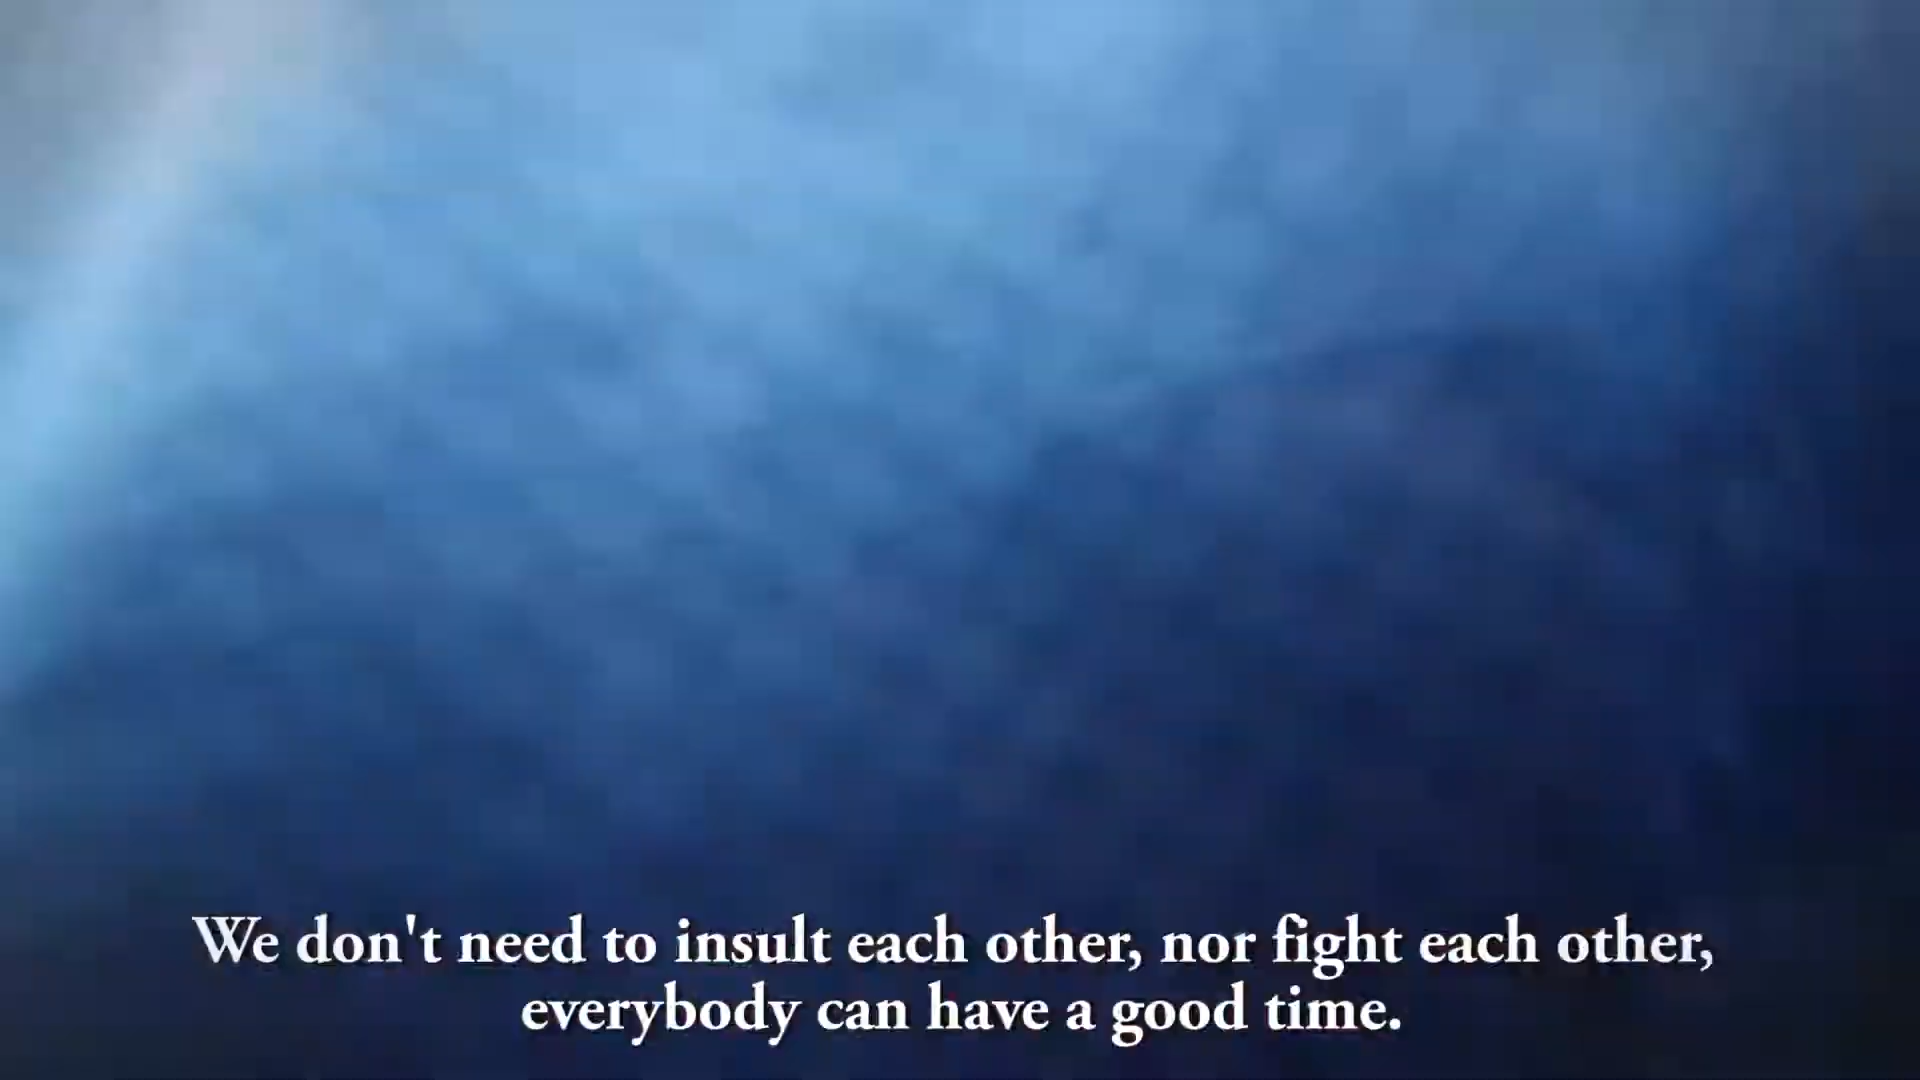 We don't need to insult each other, nor fight each other,
everybody can have a good time.